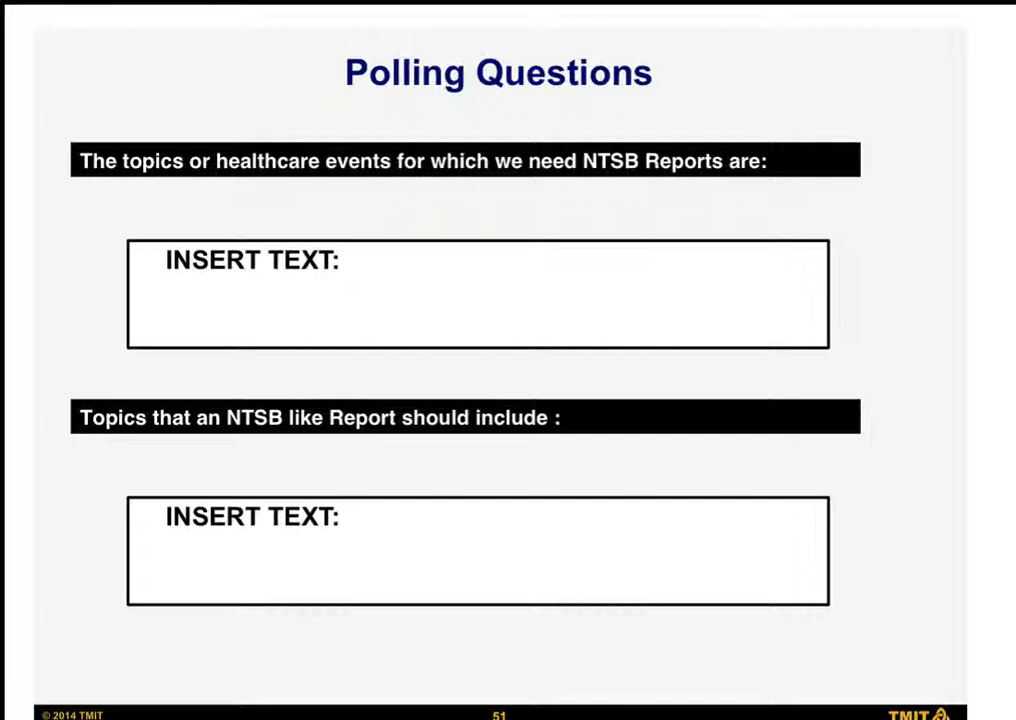 Polling Questions
The topics or healthcare events for which we need NTSB Reports are:
INSERT TEXT:
Topics that an NTSB like Report should include :
INSERT TEXT:
© 2014 TMIT
51
TMIT